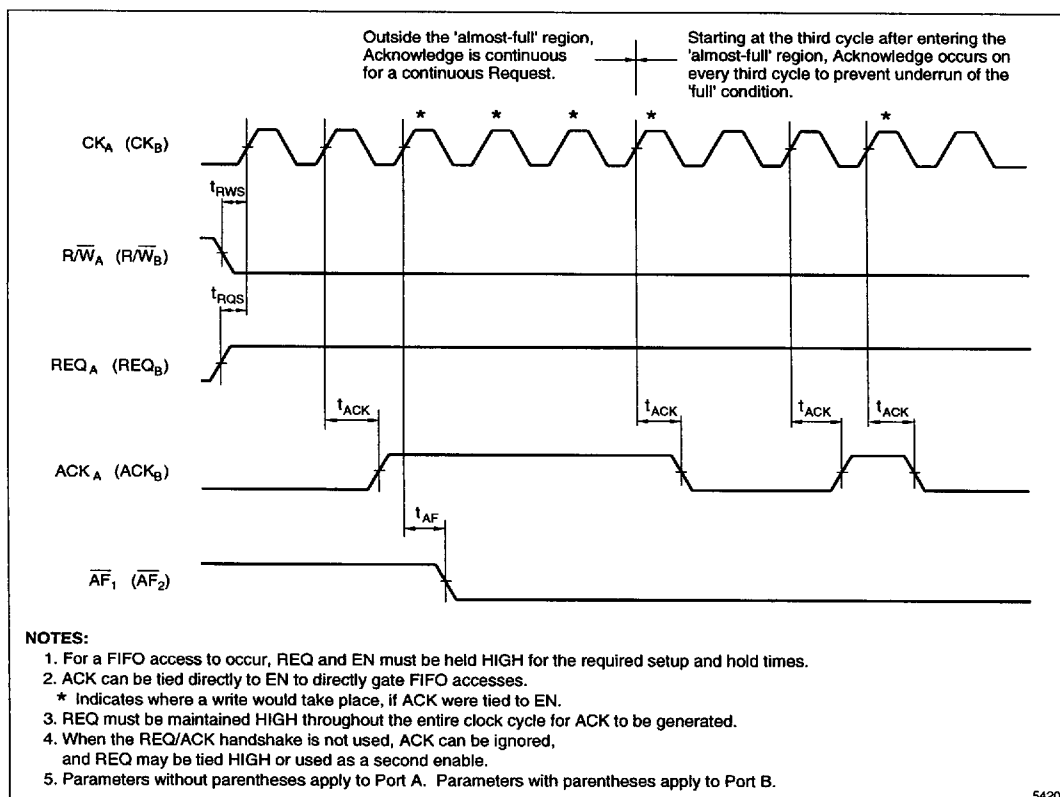 Outside the 'almost-full' region,
Acknowledge is continuous
for a continuous Request.
Starting at the third cycle after entering the
'almost-full' region, Acknowledge occurs on
every third cycle to prevent underrun of the
'full' condition.
* * * * *
CKA (CKB)
tRWS
R/W̅A (R/W̅B)
tRQS
REQA (REQB)
tACK tACK tACK tACK
ACKA (ACKB)
tAF
A̅F̅1 (A̅F̅2)
NOTES:
1. For a FIFO access to occur, REQ and EN must be held HIGH for the required setup and hold times.
2. ACK can be tied directly to EN to directly gate FIFO accesses.
* Indicates where a write would take place, if ACK were tied to EN.
3. REQ must be maintained HIGH throughout the entire clock cycle for ACK to be generated.
4. When the REQ/ACK handshake is not used, ACK can be ignored,
and REQ may be tied HIGH or used as a second enable.
5. Parameters without parentheses apply to Port A. Parameters with parentheses apply to Port B.